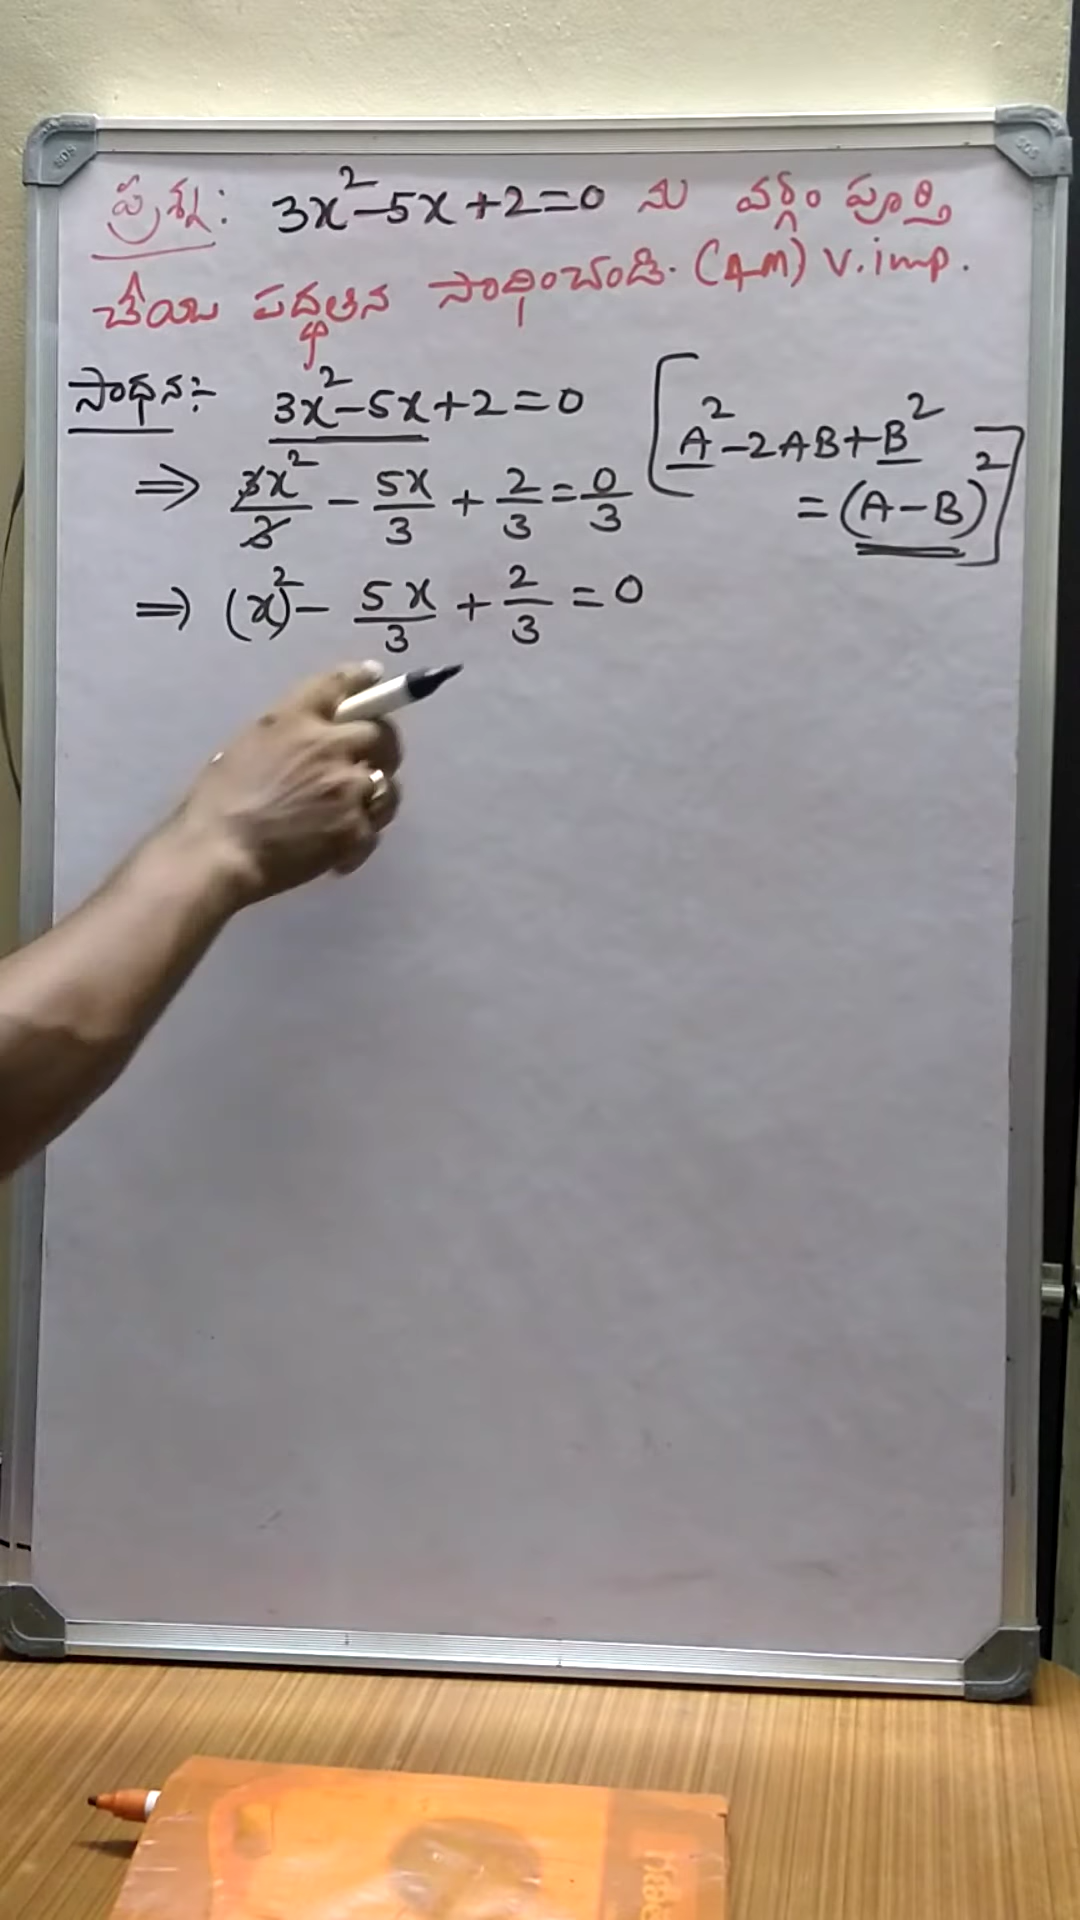 ప్రశ్న: 3x²-5x+2=0 ను వర్గం పూర్తి
చేయు పద్ధతిన సాధించండి. (4M) V.imp.
సాధన:- 3x²-5x+2=0
[A²-2AB+B²
=(A-B)²]
⇒ 3x²/3 - 5x/3 + 2/3 = 0/3
⇒ (x)² - 5x/3 + 2/3 = 0